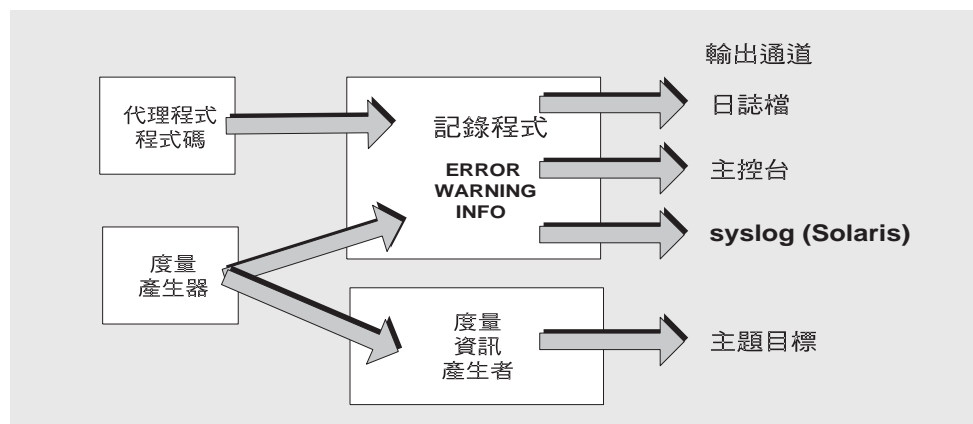 輸出通道
代理程式
程式碼
記錄程式
ERROR
WARNING
INFO
日誌檔
主控台
syslog (Solaris)
度量
產生器
度量
資訊
產生者
主題目標